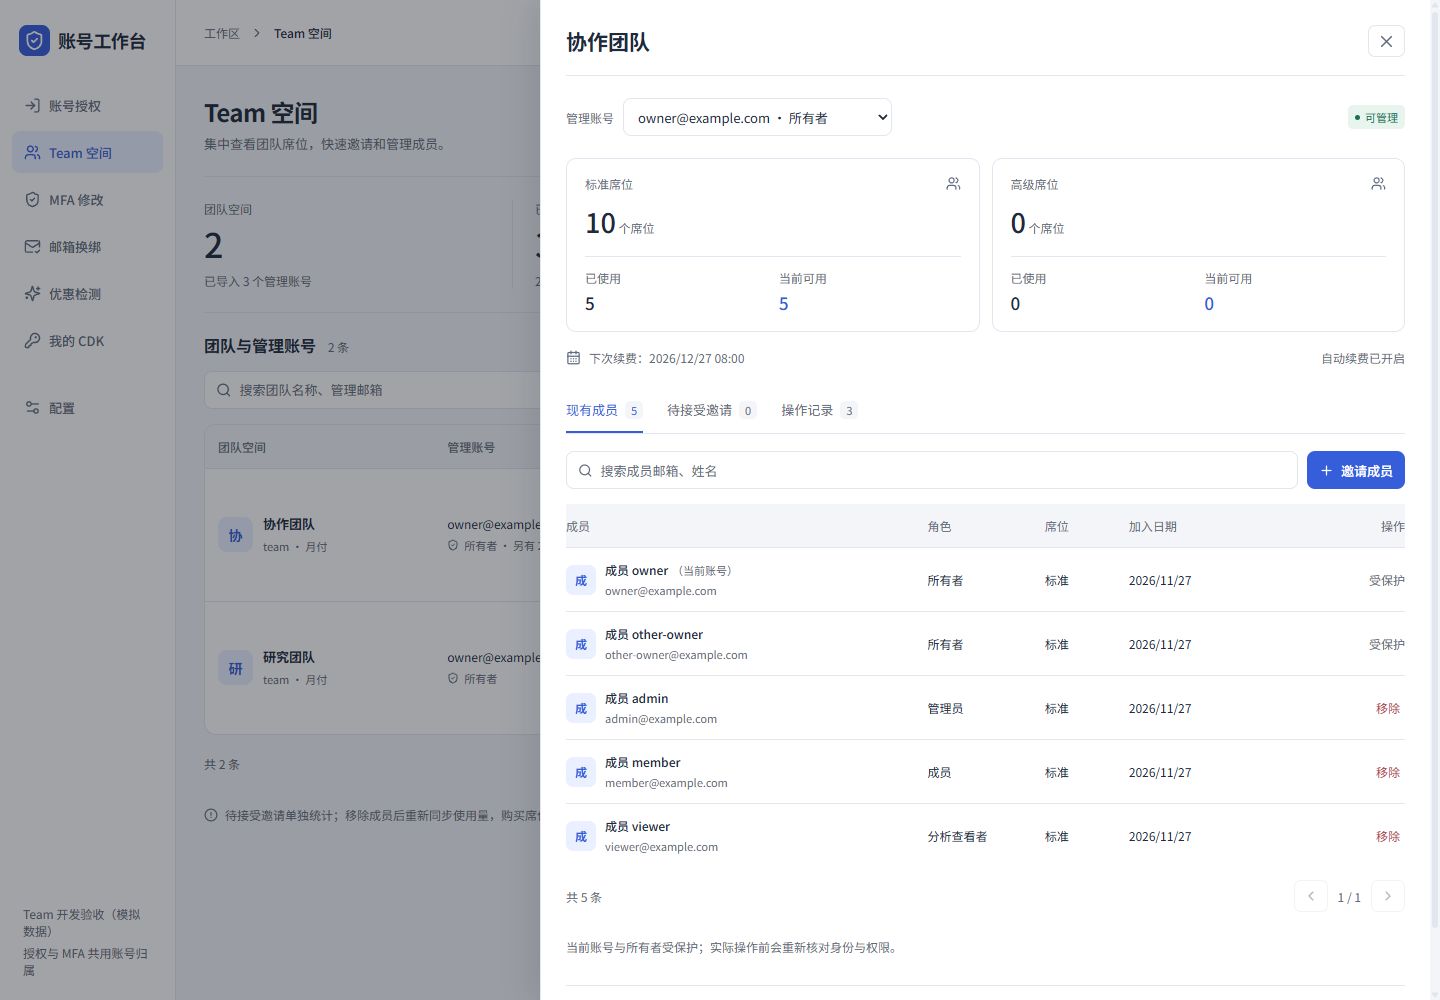 账号工作台
账号授权
Team 空间
MFA 修改
邮箱换绑
优惠检测
我的 CDK
配置
Team 开发验收（模拟
数据）
授权与 MFA 共用账号归
属
工作区 > Team 空间
Team 空间
集中查看团队席位，快速邀请和管理成员。
团队空间
2
已导入 3 个管理账号
团队与管理账号 2 条
搜索团队名称、管理邮箱
团队空间 管理账号
协 协作团队 owner@example
team · 月付 所有者 · 另有
研 研究团队 owner@example
team · 月付 所有者
共 2 条
待接受邀请单独统计；移除成员后重新同步使用量，购买席
协作团队
管理账号 owner@example.com · 所有者 可管理
标准席位
10 个席位
已使用 当前可用
5 5
高级席位
0 个席位
已使用 当前可用
0 0
下次续费：2026/12/27 08:00 自动续费已开启
现有成员 5 待接受邀请 0 操作记录 3
搜索成员邮箱、姓名 + 邀请成员
成员 角色 席位 加入日期 操作
成 成员 owner （当前账号） 所有者 标准 2026/11/27 受保护
owner@example.com
成 成员 other-owner 所有者 标准 2026/11/27 受保护
other-owner@example.com
成 成员 admin 管理员 标准 2026/11/27 移除
admin@example.com
成 成员 member 成员 标准 2026/11/27 移除
member@example.com
成 成员 viewer 分析查看者 标准 2026/11/27 移除
viewer@example.com
共 5 条 1 / 1
当前账号与所有者受保护；实际操作前会重新核对身份与权限。